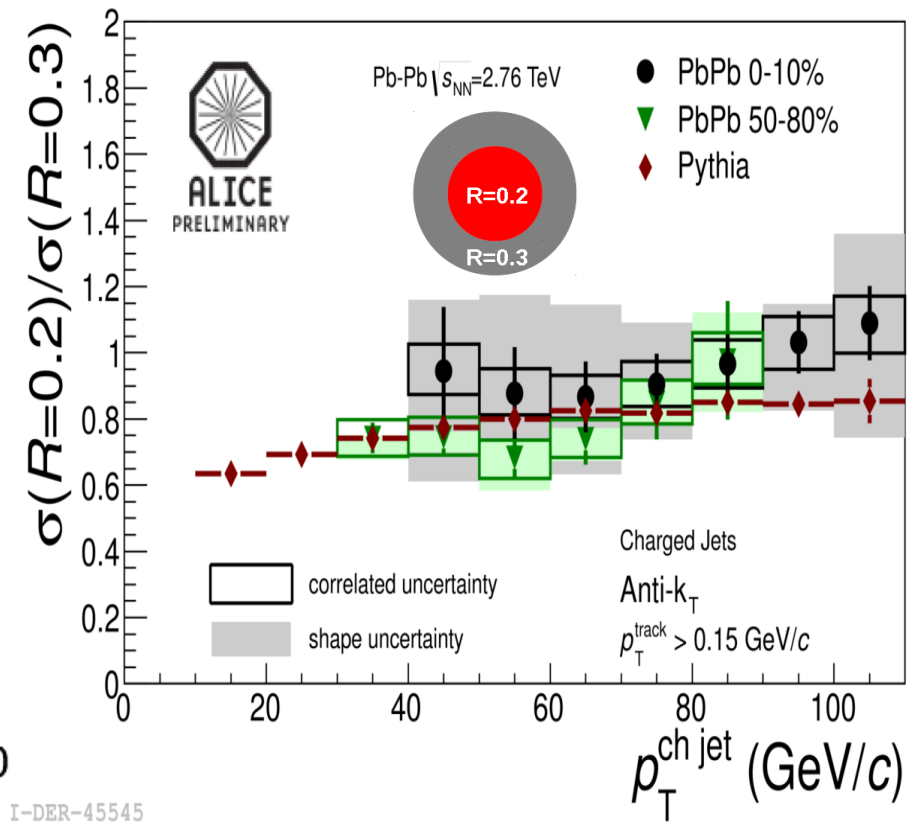 σ(R=0.2)/σ(R=0.3)
2
1.8
1.6
1.4
1.2
1
0.8
0.6
0.4
0.2
0
ALICE
PRELIMINARY
Pb-Pb √sNN=2.76 TeV
R=0.2
R=0.3
PbPb 0-10%
PbPb 50-80%
Pythia
correlated uncertainty
shape uncertainty
Charged Jets
Anti-kT
pTtrack > 0.15 GeV/c
0 20 40 60 80 100
pTch jet (GeV/c)
I-DER-45545